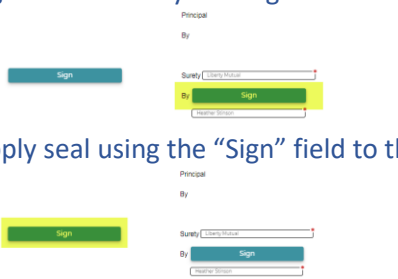 Principal
By
Surety Liberty Mutual
Sign
By Sign
Heather Stinson
pply seal using the “Sign” field to th
Principal
By
Sign
Surety Liberty Mutual
By Sign
Heather Stinson